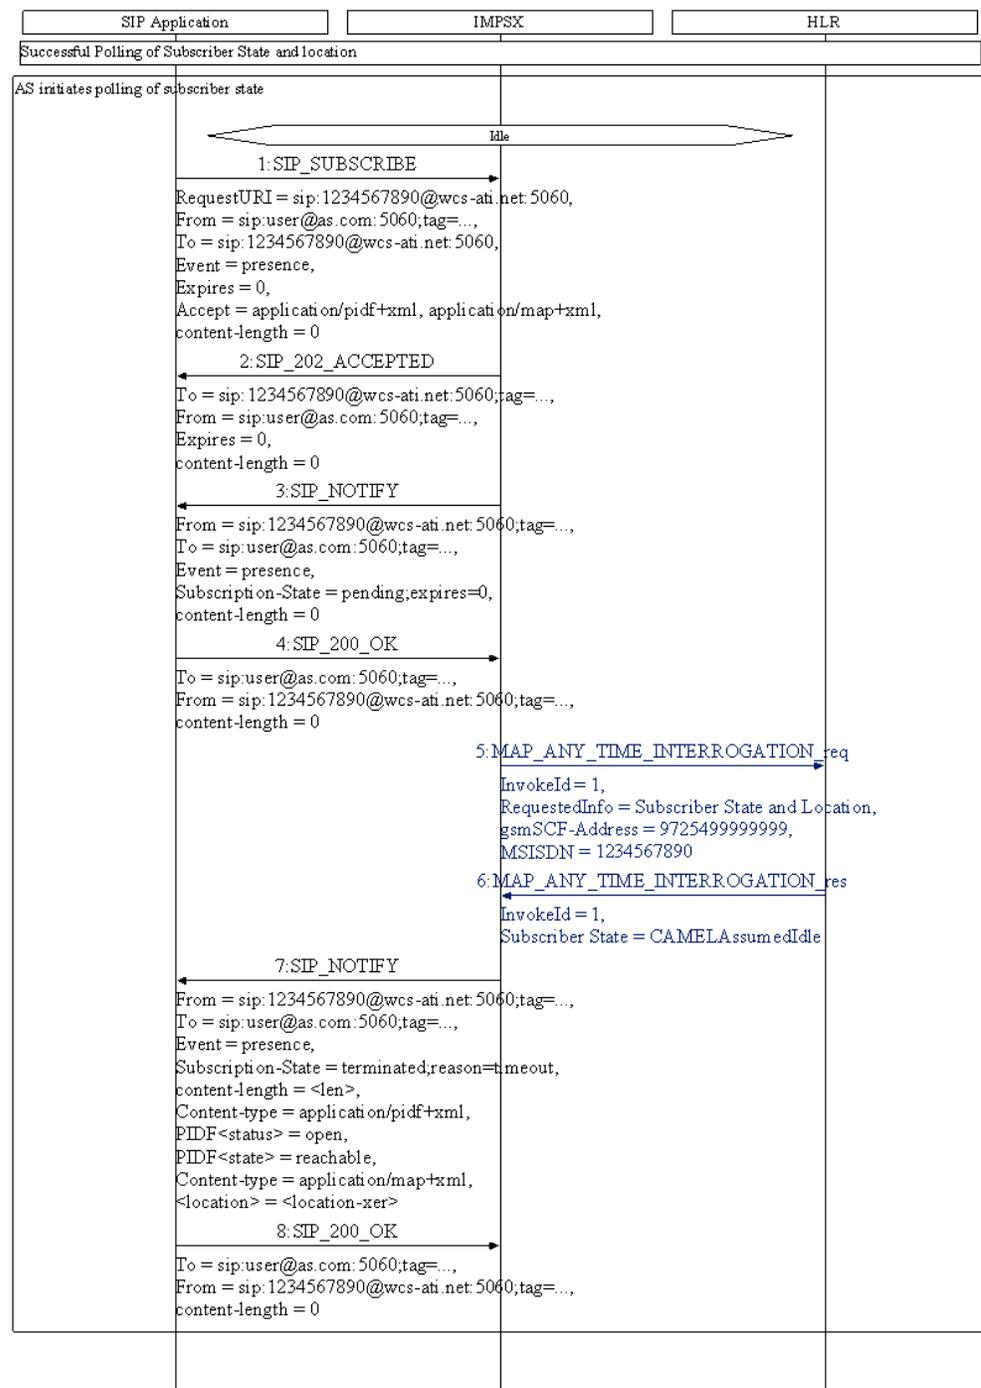 SIP Application
IMPSX
HLR
Successful Polling of Subscriber State and location
AS initiates polling of subscriber state
Idle
1:SIP_SUBSCRIBE
RequestURI = sip:1234567890@wcs-ati.net:5060,
From = sip:user@as.com:5060;tag=...,
To = sip:1234567890@wcs-ati.net:5060,
Event = presence,
Expires = 0,
Accept = application/pidf+xml, application/map+xml,
content-length = 0
2:SIP_202_ACCEPTED
To = sip:1234567890@wcs-ati.net:5060;tag=...,
From = sip:user@as.com:5060;tag=...,
Expires = 0,
content-length = 0
3:SIP_NOTIFY
From = sip:1234567890@wcs-ati.net:5060;tag=...,
To = sip:user@as.com:5060;tag=...,
Event = presence,
Subscription-State = pending;expires=0,
content-length = 0
4:SIP_200_OK
To = sip:user@as.com:5060;tag=...,
From = sip:1234567890@wcs-ati.net:5060;tag=...,
content-length = 0
5:MAP_ANY_TIME_INTERROGATION_req
InvokeId = 1,
RequestedInfo = Subscriber State and Location,
gsmSCF-Address = 9725499999999,
MSISDN = 1234567890
6:MAP_ANY_TIME_INTERROGATION_res
InvokeId = 1,
Subscriber State = CAMELAssumedIdle
7:SIP_NOTIFY
From = sip:1234567890@wcs-ati.net:5060;tag=...,
To = sip:user@as.com:5060;tag=...,
Event = presence,
Subscription-State = terminated;reason=timeout,
content-length = <len>,
Content-type = application/pidf+xml,
PIDF<status> = open,
PIDF<state> = reachable,
Content-type = application/map+xml,
<location> = <location-xer>
8:SIP_200_OK
To = sip:user@as.com:5060;tag=...,
From = sip:1234567890@wcs-ati.net:5060;tag=...,
content-length = 0